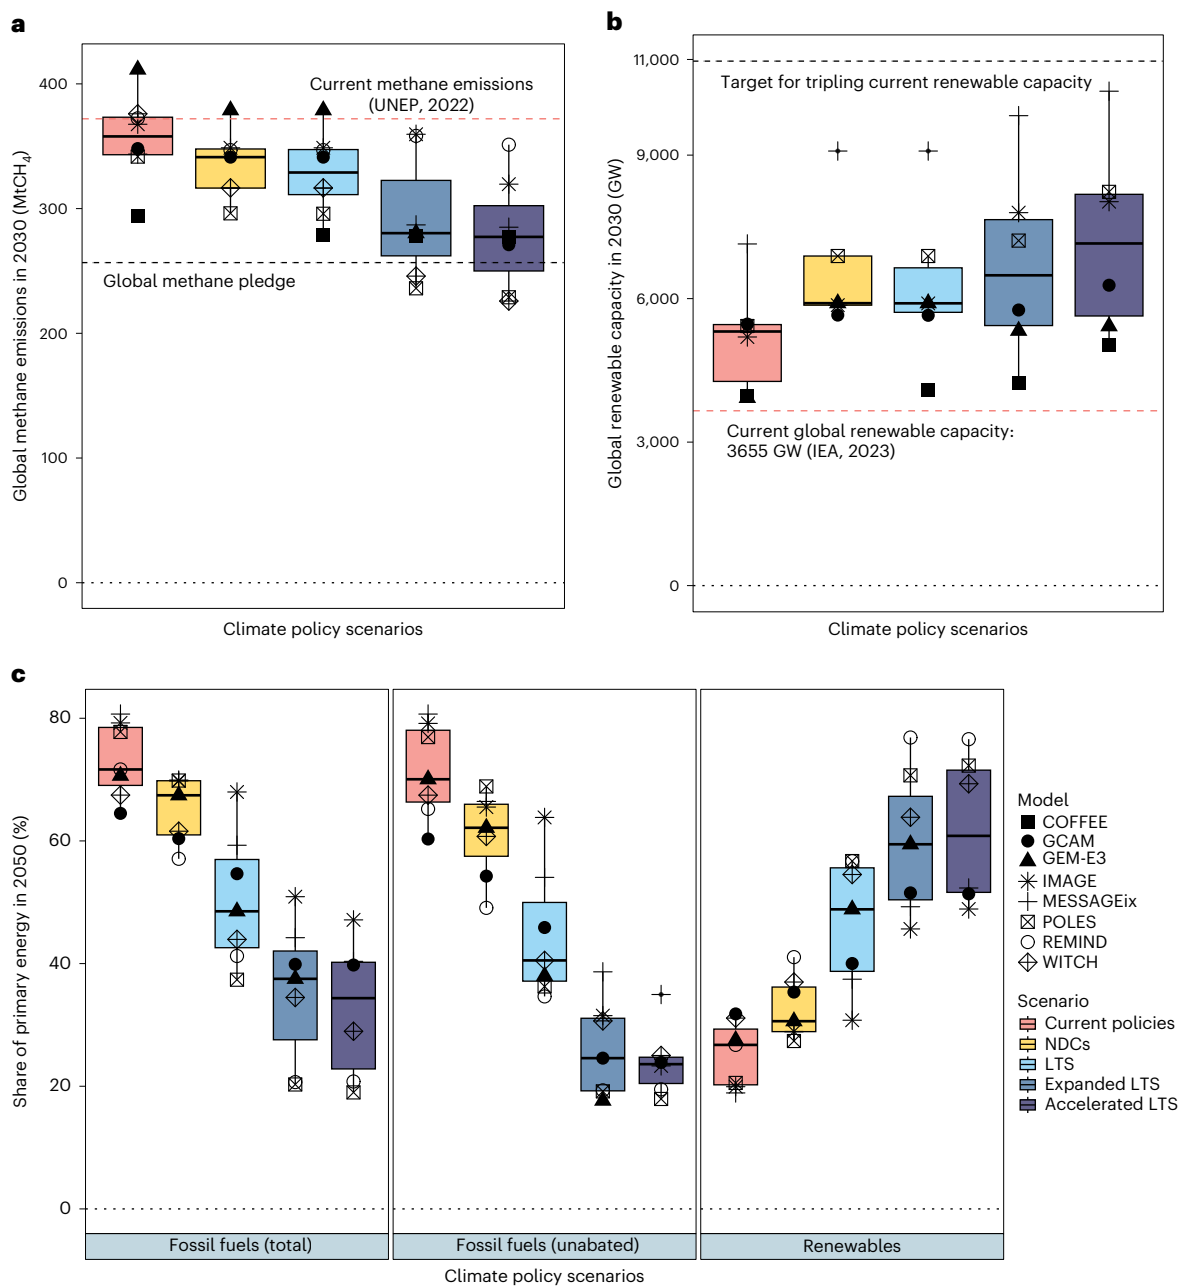 a
Global methane emissions in 2030 (MtCH₄)
400
300
200
100
0
Current methane emissions
(UNEP, 2022)
Global methane pledge
Climate policy scenarios
b
Global renewable capacity in 2030 (GW)
11,000
9,000
6,000
3,000
0
Target for tripling current renewable capacity
Current global renewable capacity:
3655 GW (IEA, 2023)
Climate policy scenarios
c
Share of primary energy in 2050 (%)
80
60
40
20
0
Fossil fuels (total)
Fossil fuels (unabated)
Renewables
Climate policy scenarios
Model
COFFEE
GCAM
GEM-E3
IMAGE
MESSAGEix
POLES
REMIND
WITCH
Scenario
Current policies
NDCs
LTS
Expanded LTS
Accelerated LTS